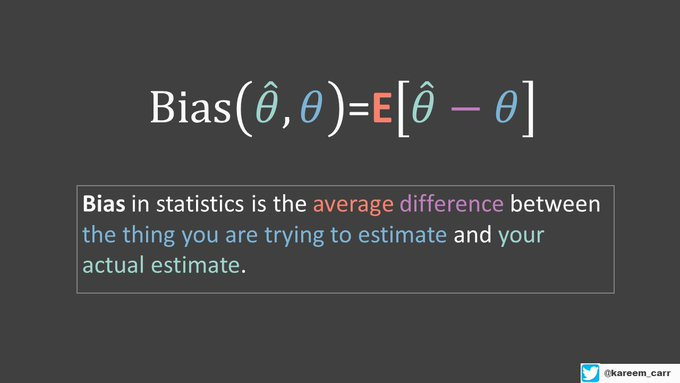 Bias(θ̂, θ)=E[θ̂ − θ]
Bias in statistics is the average difference between
the thing you are trying to estimate and your
actual estimate.
@kareem_carr